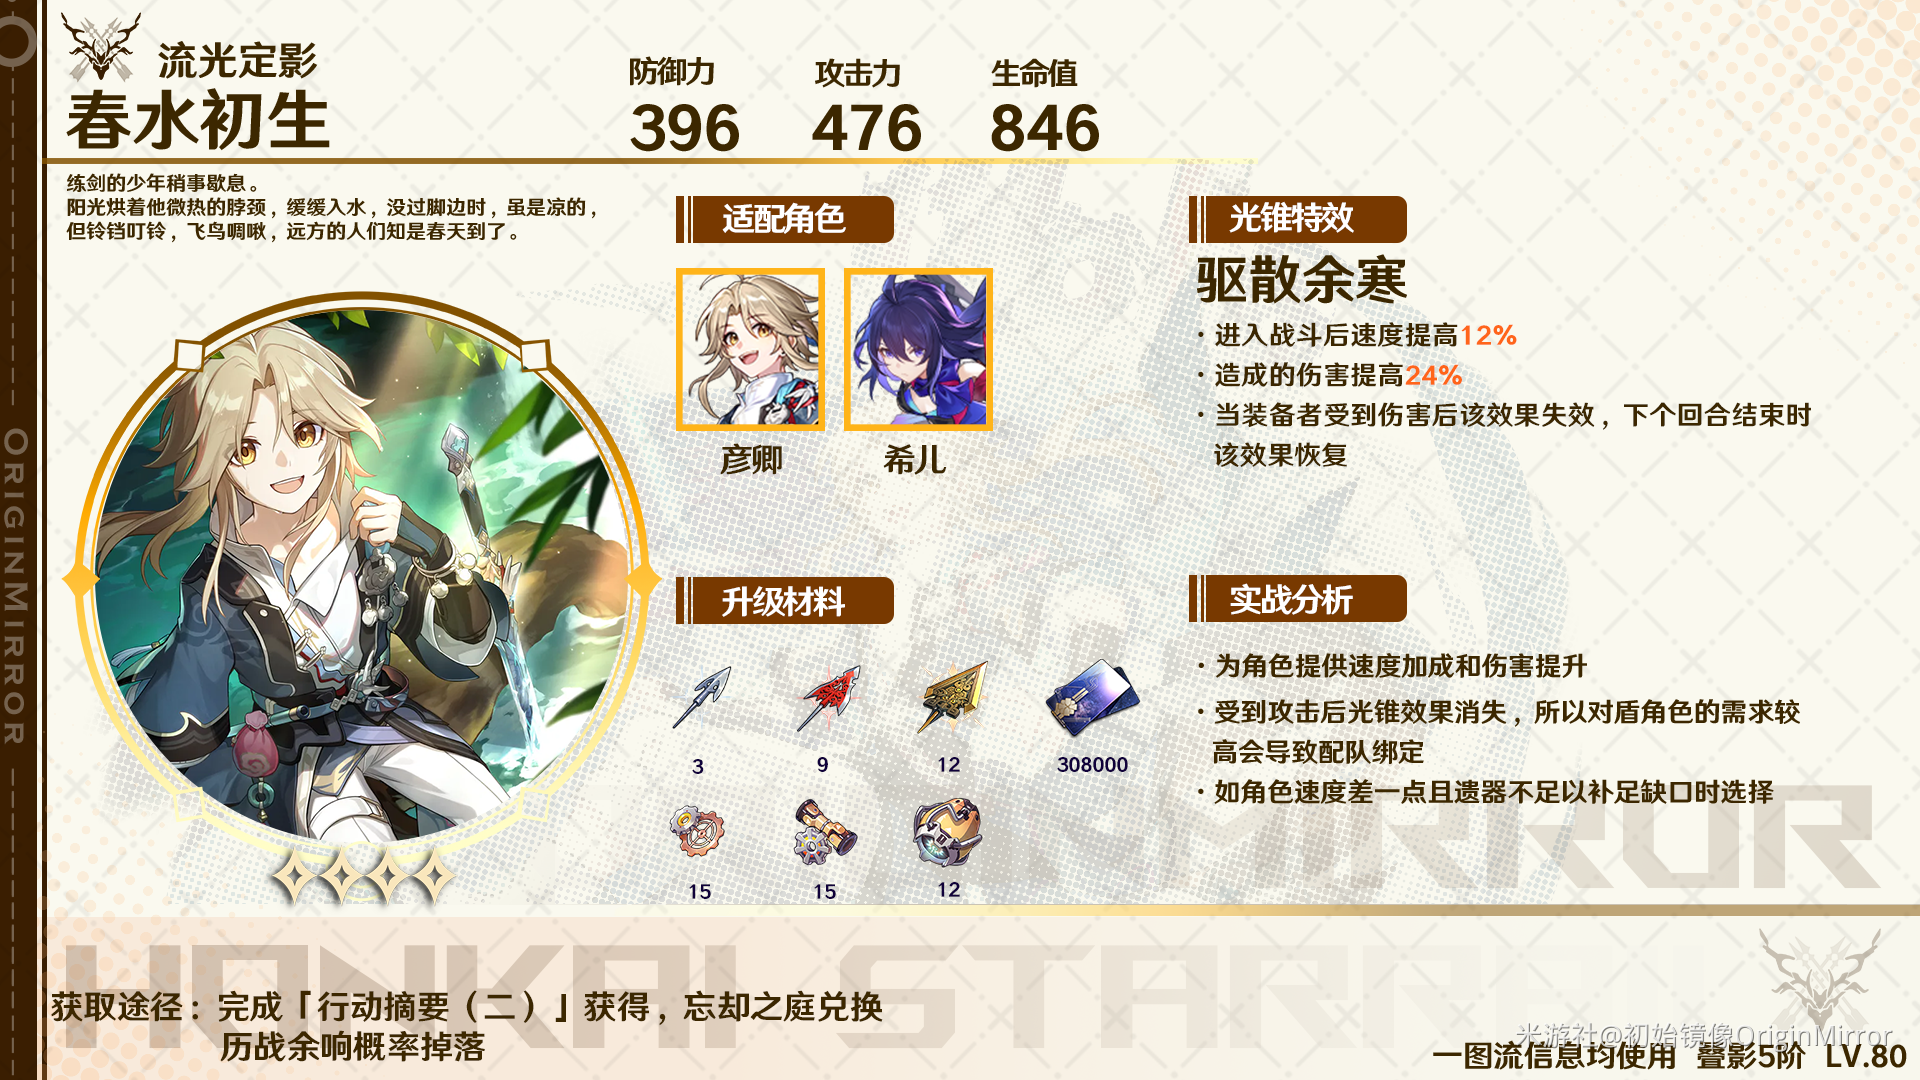 流光定影
春水初生
防御力
396
攻击力
476
生命值
846
练剑的少年稍事歇息。
阳光烘着他微热的脖颈，缓缓入水，没过脚边时，虽是凉的，
但铃铛叮铃，飞鸟啁啾，远方的人们知是春天到了。
适配角色
彦卿
希儿
光锥特效
驱散余寒
· 进入战斗后速度提高12%
· 造成的伤害提高24%
· 当装备者受到伤害后该效果失效，下个回合结束时
该效果恢复
升级材料
3
9
12
308000
15
15
12
实战分析
· 为角色提供速度加成和伤害提升
· 受到攻击后光锥效果消失，所以对盾角色的需求较
高会导致配队绑定
· 如角色速度差一点且遗器不足以补足缺口时选择
ORIGINMIRROR
MIRROR
HONKAI STARRAIL
获取途径：完成「行动摘要（二）」获得，忘却之庭兑换
历战余响概率掉落
米游社@初始镜像OriginMirror
一图流信息均使用 叠影5阶 LV.80